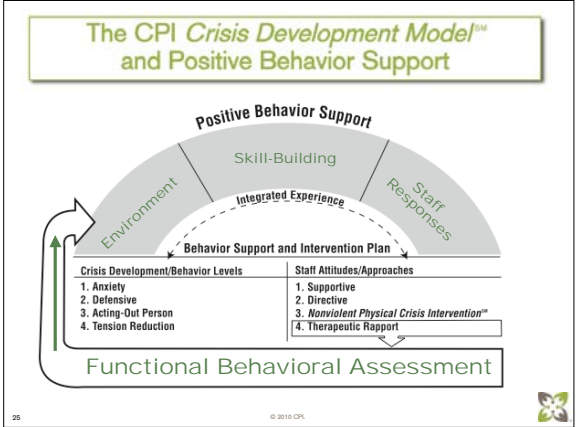 The CPI Crisis Development Model℠
and Positive Behavior Support
Positive Behavior Support
Environment
Skill-Building
Staff
Responses
Integrated Experience
Behavior Support and Intervention Plan
Crisis Development/Behavior Levels
1. Anxiety
2. Defensive
3. Acting-Out Person
4. Tension Reduction
Staff Attitudes/Approaches
1. Supportive
2. Directive
3. Nonviolent Physical Crisis Intervention℠
4. Therapeutic Rapport
Functional Behavioral Assessment
25
© 2010 CPI.